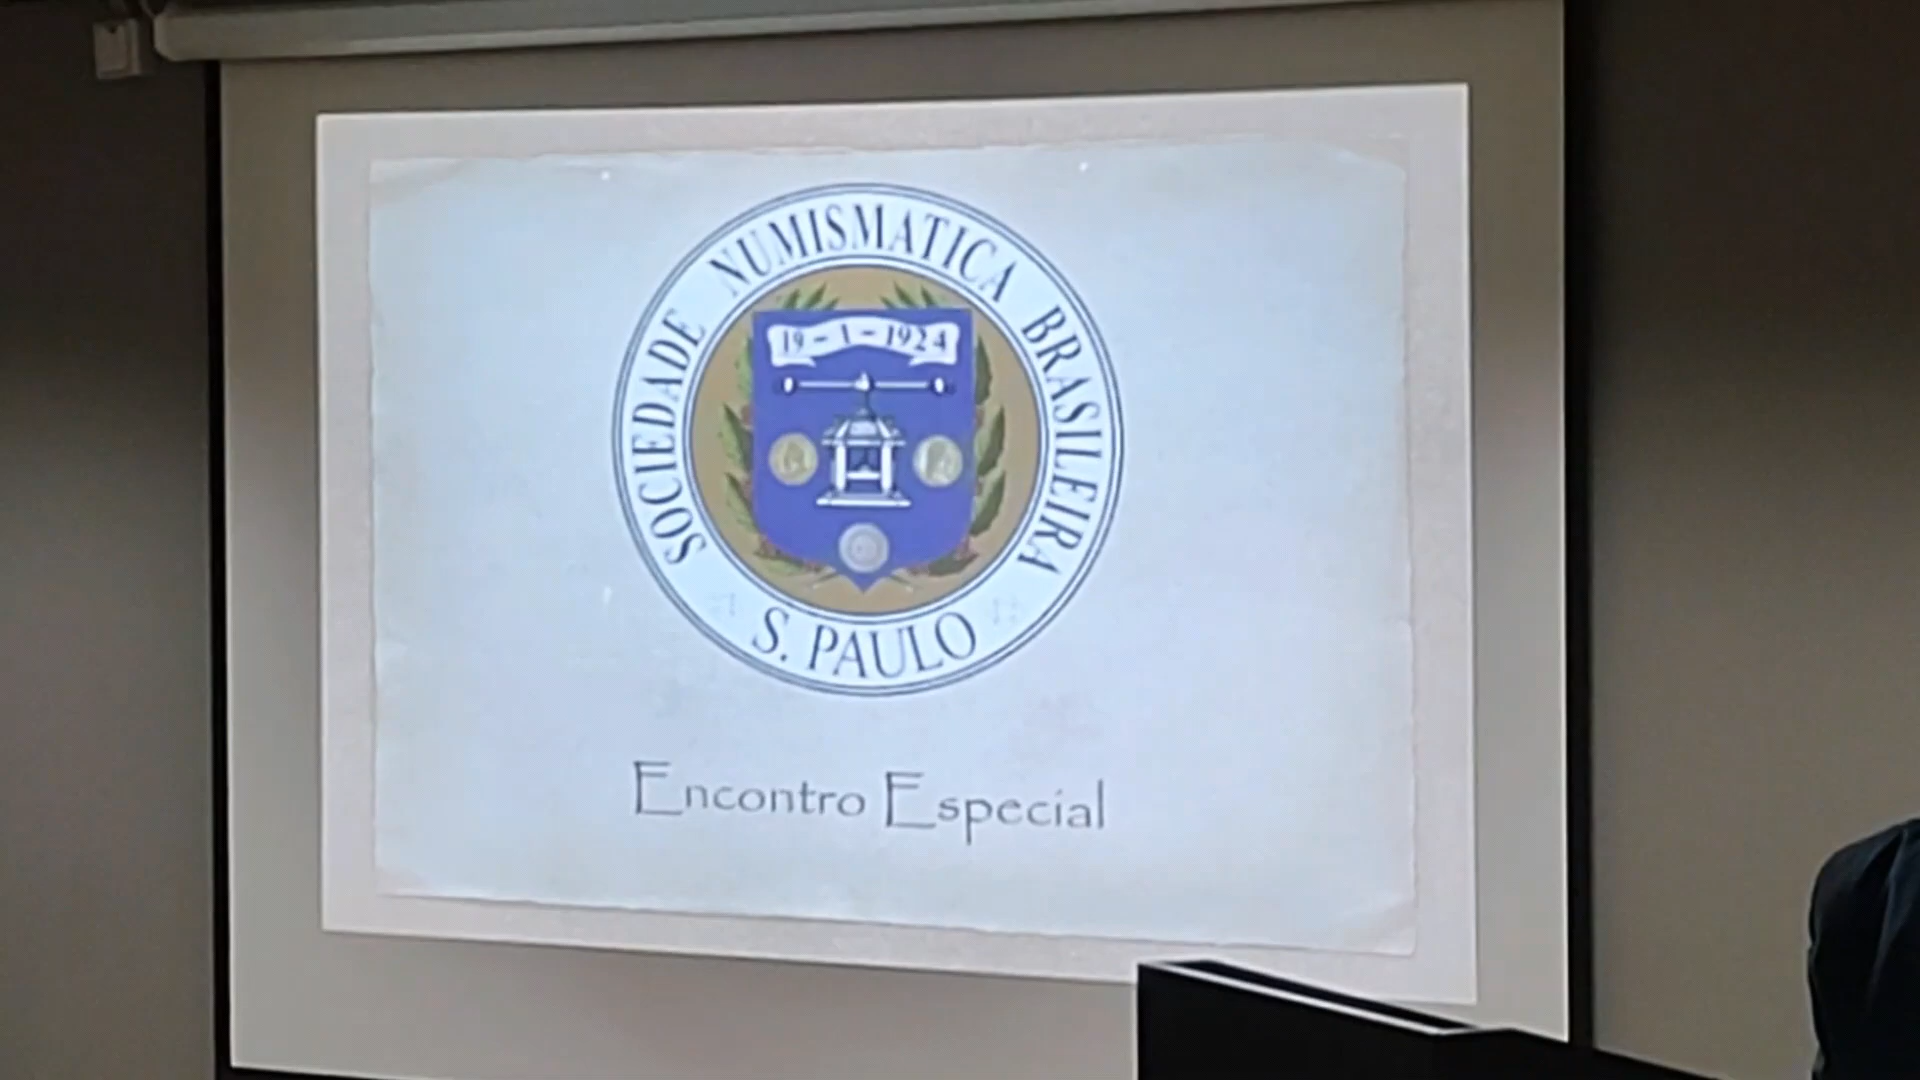 SOCIEDADE NUMISMATICA BRASILEIRA
19 - 1 - 1924
S. PAULO
Encontro Especial